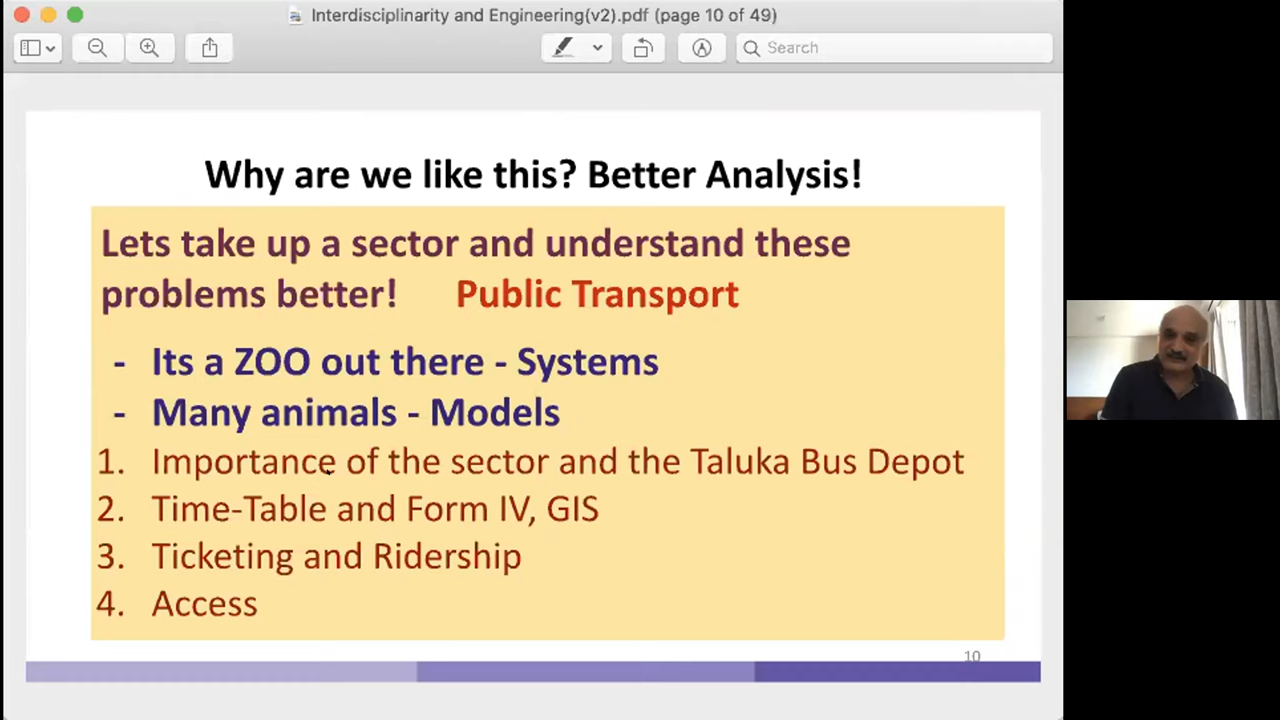 Interdisciplinarity and Engineering(v2).pdf (page 10 of 49)
Search
Why are we like this? Better Analysis!
Lets take up a sector and understand these
problems better! Public Transport
- Its a ZOO out there - Systems
- Many animals - Models
1. Importance of the sector and the Taluka Bus Depot
2. Time-Table and Form IV, GIS
3. Ticketing and Ridership
4. Access
10